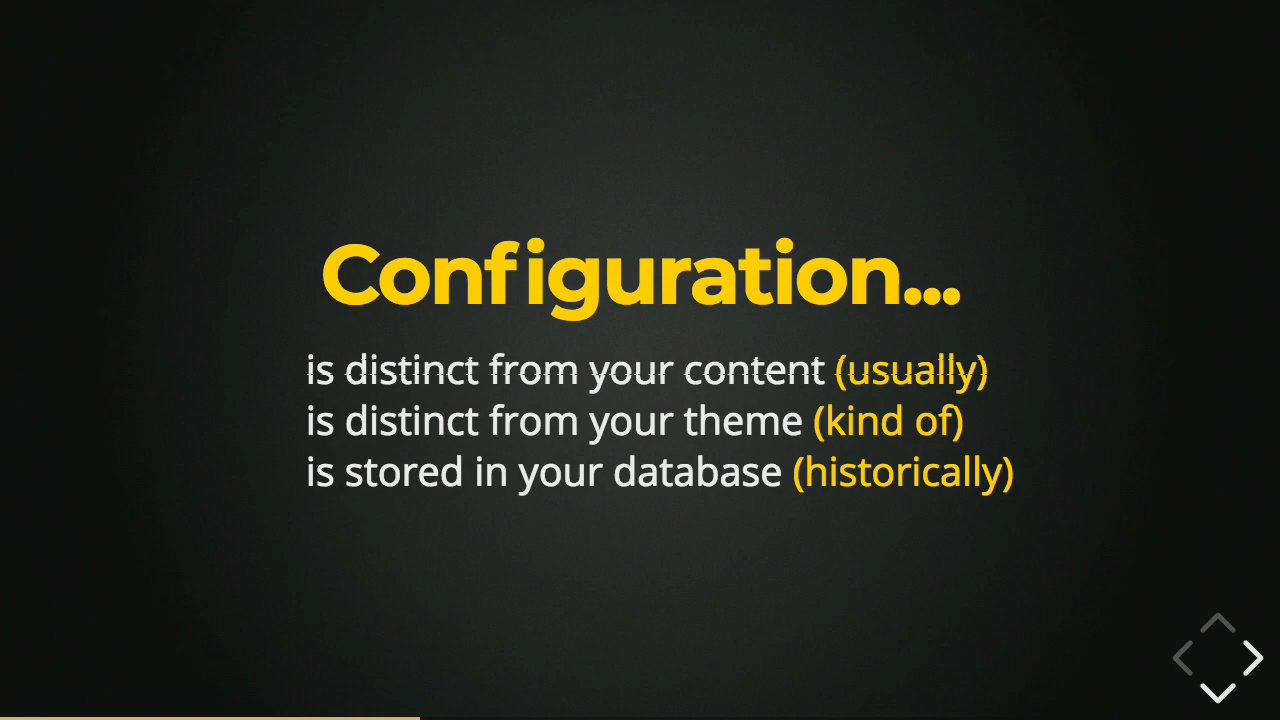 Configuration...
is distinct from your content (usually)
is distinct from your theme (kind of)
is stored in your database (historically)